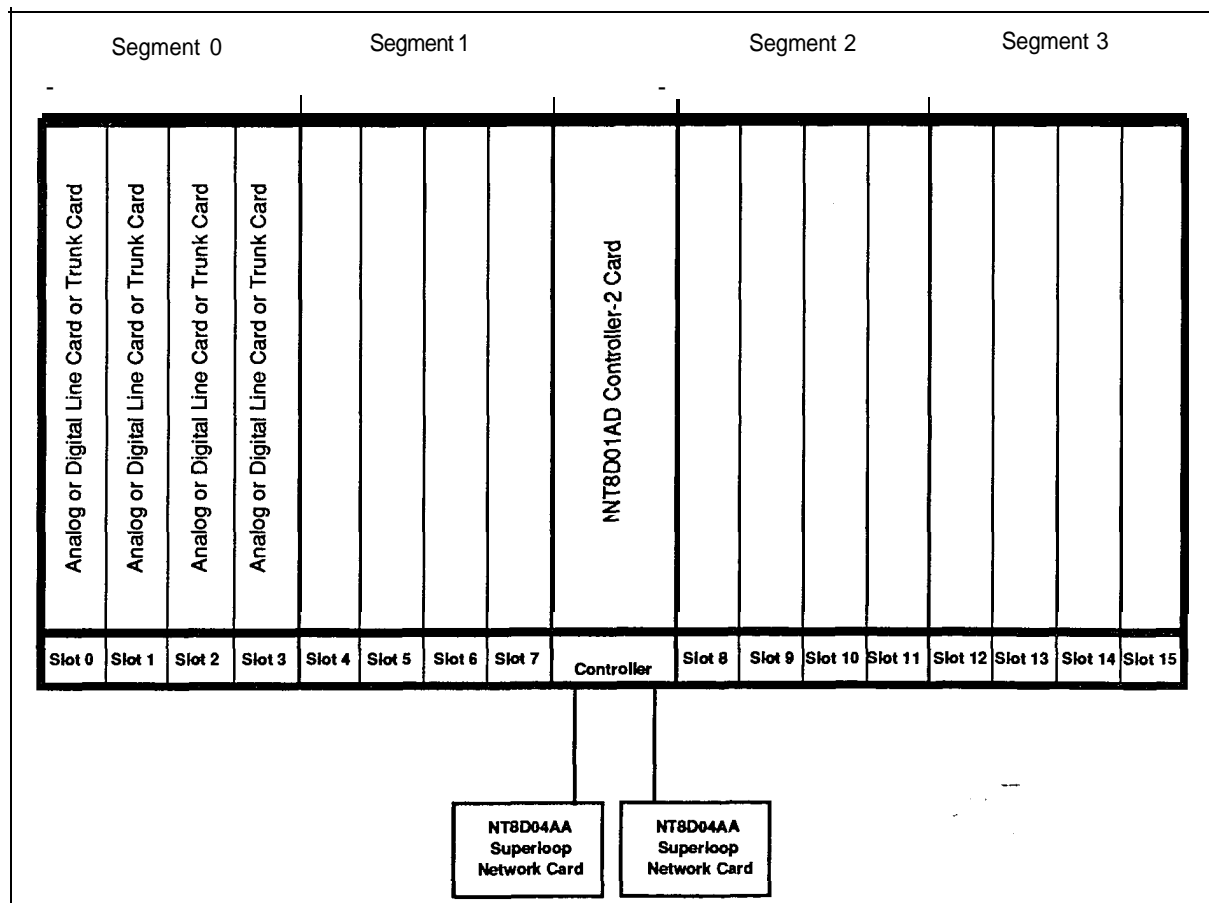 Segment 0
Segment 1
Segment 2
Segment 3
Analog or Digital Line Card or Trunk Card
Analog or Digital Line Card or Trunk Card
Analog or Digital Line Card or Trunk Card
Analog or Digital Line Card or Trunk Card
NT8D01AD Controller-2 Card
Slot 0
Slot 1
Slot 2
Slot 3
Slot 4
Slot 5
Slot 6
Slot 7
Controller
Slot 8
Slot 9
Slot 10
Slot 11
Slot 12
Slot 13
Slot 14
Slot 15
NT8D04AA
Superloop
Network Card
NT8D04AA
Superloop
Network Card